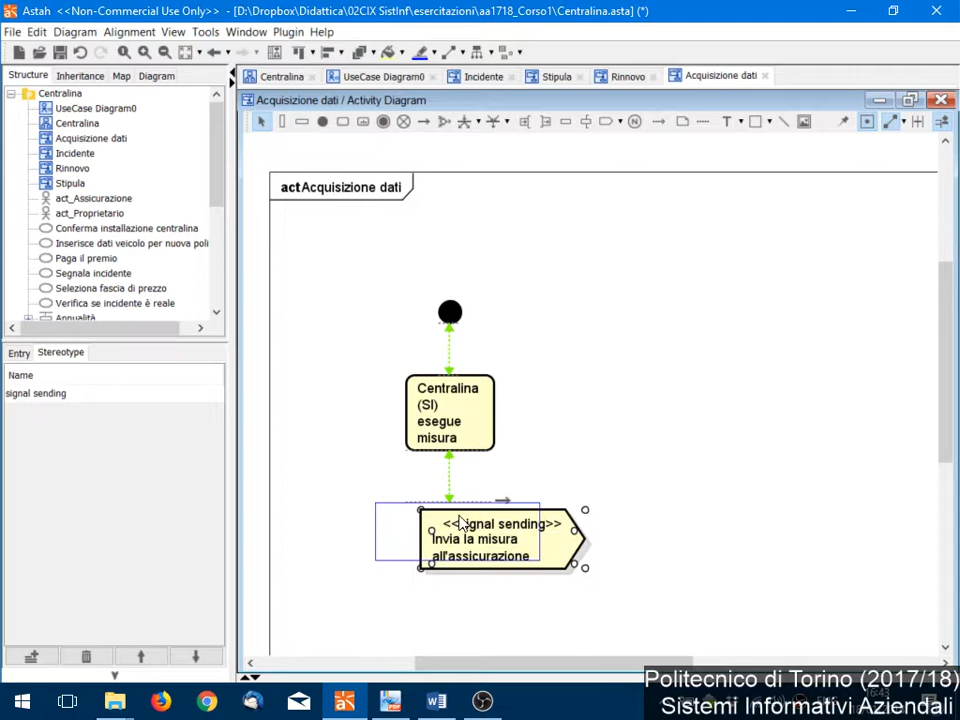 Astah <<Non-Commercial Use Only>> - [D:\Dropbox\Didattica\02CIX SistInf\esercitazioni\aa1718_Corso1\Centralina.asta] (*)
File Edit Diagram Alignment View Tools Window Plugin Help
Structure Inheritance Map Diagram
Centralina UseCase Diagram0 Incidente Stipula Rinnovo Acquisizione dati
Centralina
UseCase Diagram0
Centralina
Acquisizione dati
Incidente
Rinnovo
Stipula
act_Assicurazione
act_Proprietario
Conferma installazione centralina
Inserisce dati veicolo per nuova poli
Paga il premio
Segnala incidente
Seleziona fascia di prezzo
Verifica se incidente è reale
Annualità
Entry Stereotype
Name
signal sending
Acquisizione dati / Activity Diagram
act Acquisizione dati
Centralina
(SI)
esegue
misura
<<signal sending>>
Invia la misura
all'assicurazione
Politecnico di Torino (2017/18)
Sistemi Informativi Aziendali